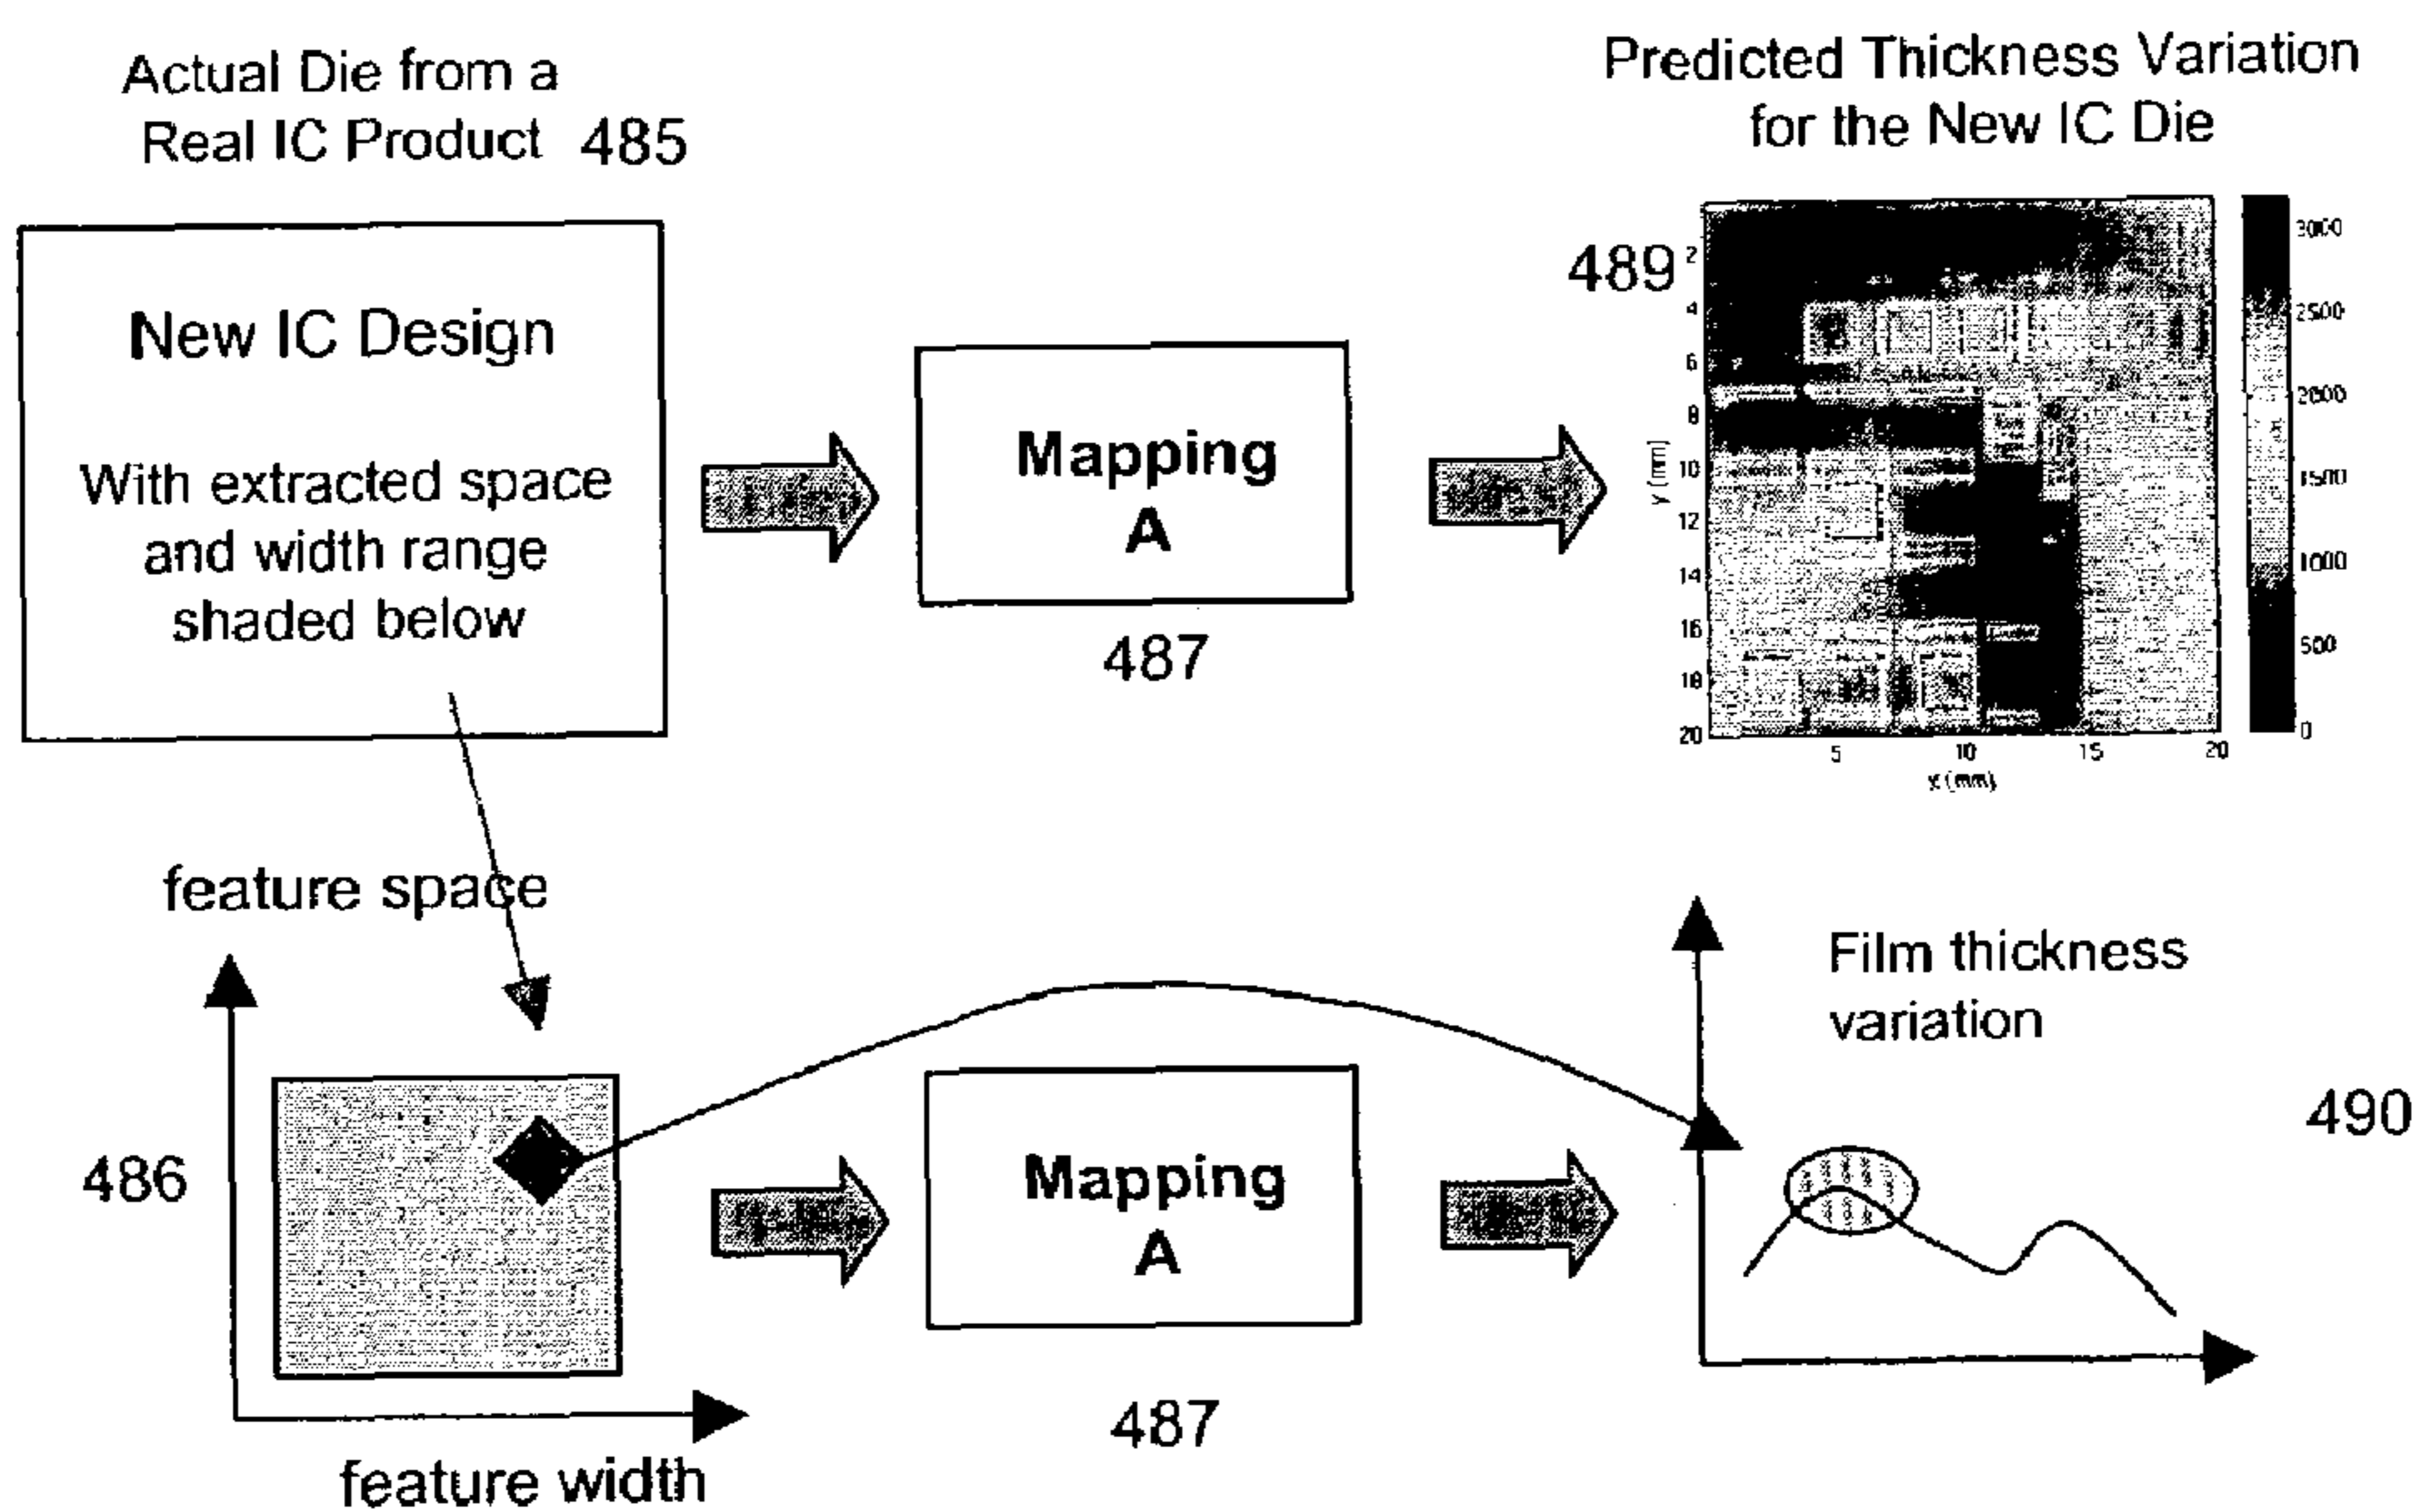 Actual Die from a
Real IC Product 485
Predicted Thickness Variation
for the New IC Die
New IC Design
With extracted space
and width range
shaded below
Mapping
A
487
489
2
4
6
8
10
12
14
16
18
20
y (mm)
5
10
15
20
x (mm)
3000
2500
2000
1500
1000
500
0
feature space
486
feature width
Mapping
A
487
Film thickness
variation
490